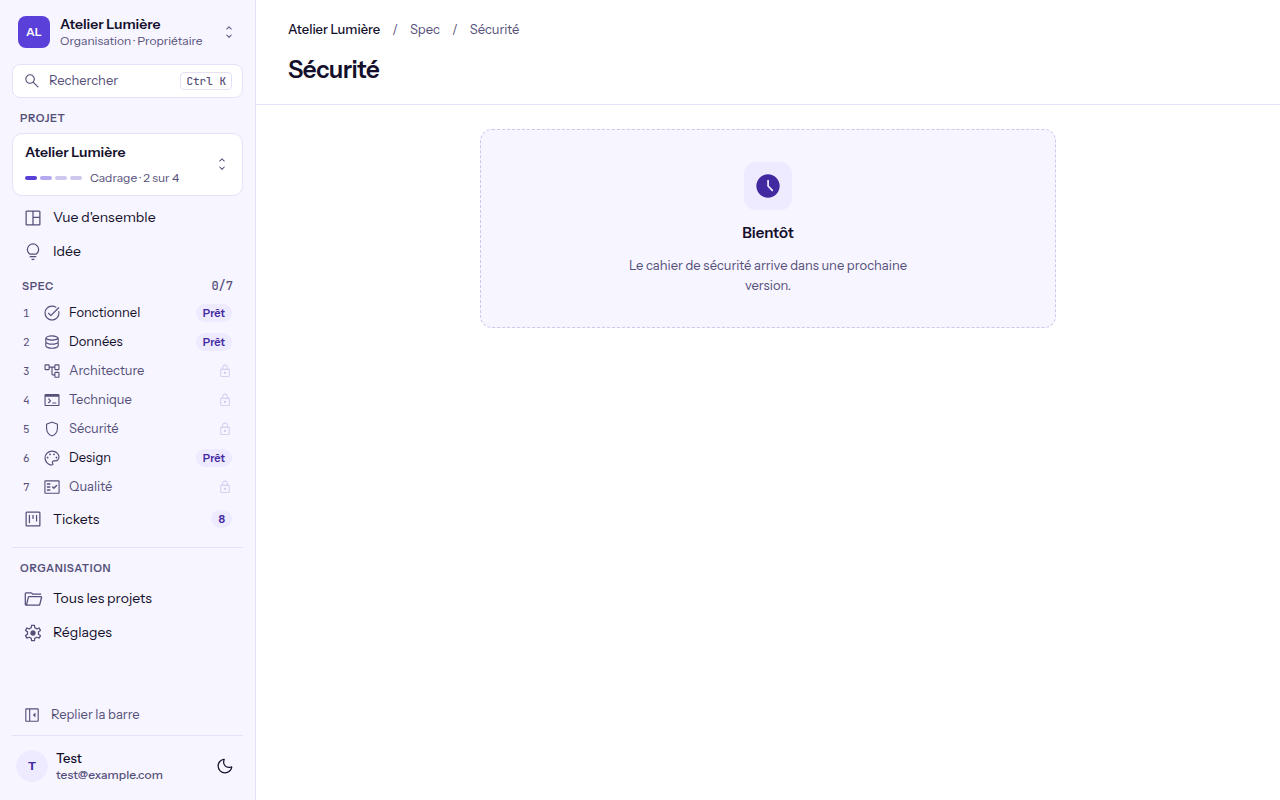 AL
Atelier Lumière
Organisation · Propriétaire
Rechercher
Ctrl K
PROJET
Atelier Lumière
Cadrage · 2 sur 4
Vue d'ensemble
Idée
SPEC 0/7
1 Fonctionnel Prêt
2 Données Prêt
3 Architecture
4 Technique
5 Sécurité
6 Design Prêt
7 Qualité
Tickets 8
ORGANISATION
Tous les projets
Réglages
Replier la barre
T
Test
test@example.com
Atelier Lumière / Spec / Sécurité
Sécurité
Bientôt
Le cahier de sécurité arrive dans une prochaine
version.